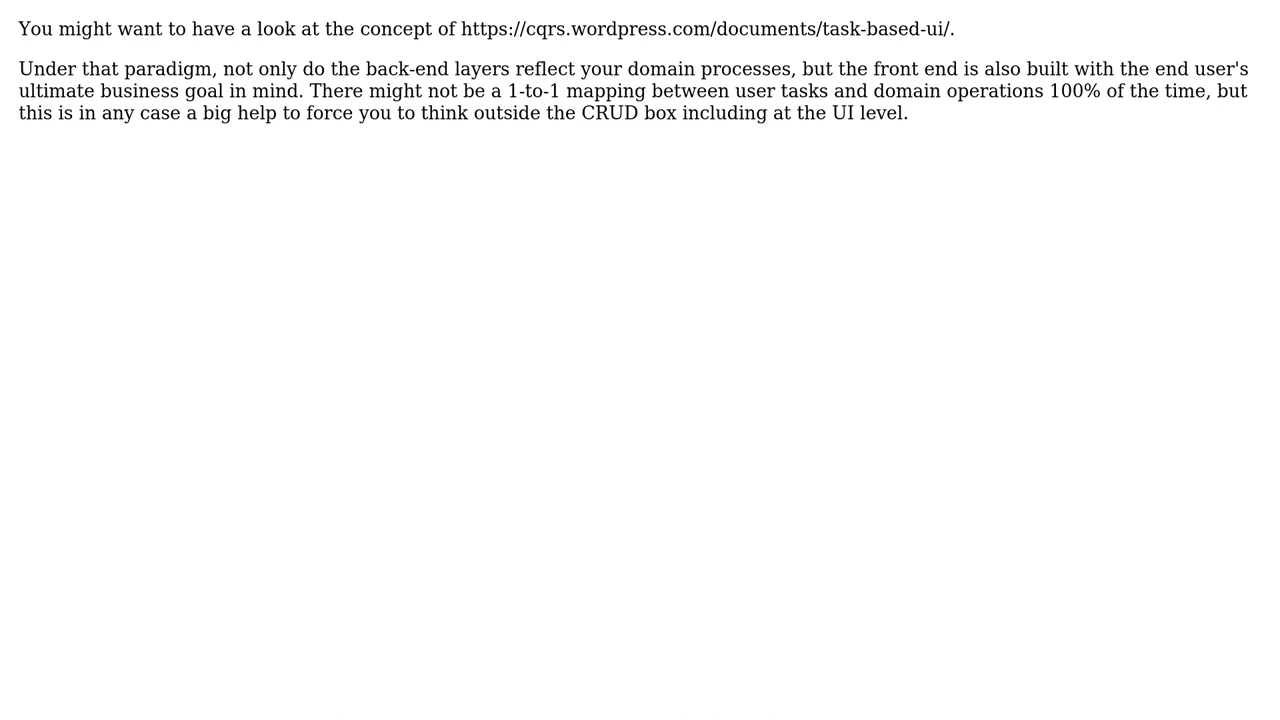 You might want to have a look at the concept of https://cqrs.wordpress.com/documents/task-based-ui/.
Under that paradigm, not only do the back-end layers reflect your domain processes, but the front end is also built with the end user's
ultimate business goal in mind. There might not be a 1-to-1 mapping between user tasks and domain operations 100% of the time, but
this is in any case a big help to force you to think outside the CRUD box including at the UI level.